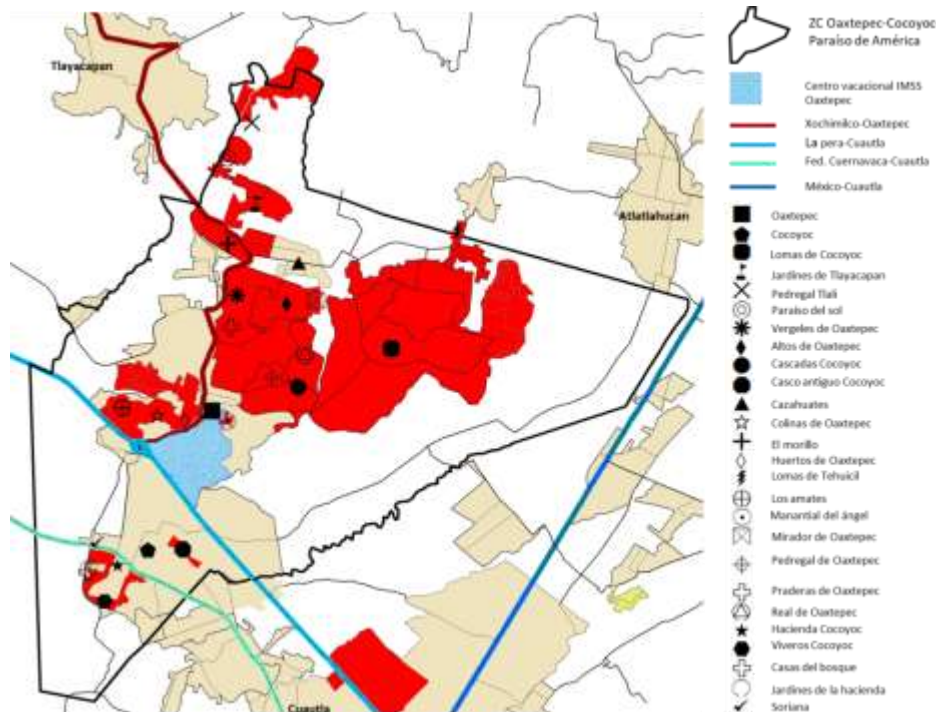 Tlayacapan
Atlatlahucan
Cuautla
ZC Oaxtepec-Cocoyoc
Paraíso de América
Centro vacacional IMSS
Oaxtepec
Xochimilco-Oaxtepec
La pera-Cuautla
Fed. Cuernavaca-Cuautla
México-Cuautla
Oaxtepec
Cocoyoc
Lomas de Cocoyoc
Jardines de Tlayacapan
Pedregal Tlali
Paraíso del sol
Vergeles de Oaxtepec
Altos de Oaxtepec
Cascadas Cocoyoc
Casco antiguo Cocoyoc
Cazahuates
Colinas de Oaxtepec
El morillo
Huertos de Oaxtepec
Lomas de Tehuicil
Los amates
Manantial del ángel
Mirador de Oaxtepec
Pedregal de Oaxtepec
Praderas de Oaxtepec
Real de Oaxtepec
Hacienda Cocoyoc
Viveros Cocoyoc
Casas del bosque
Jardines de la hacienda
Soriana